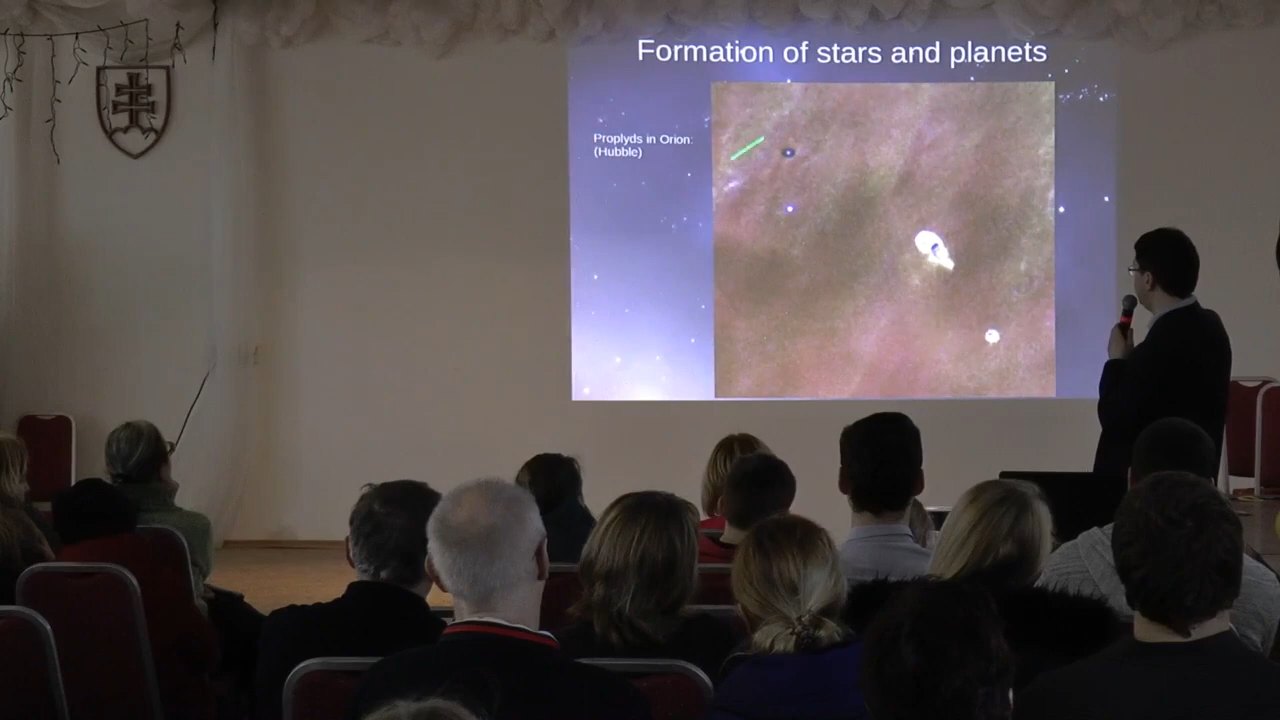 Formation of stars and planets
Proplyds in Orion:
(Hubble)